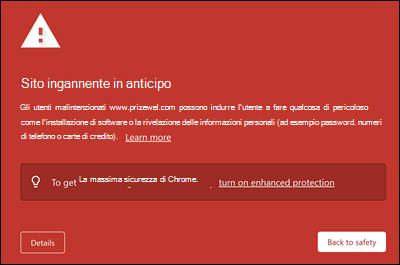 Sito ingannente in anticipo
Gli utenti malintenzionati www.prizewel.com possono indurre l'utente a fare qualcosa di pericoloso
come l'installazione di software o la rivelazione delle informazioni personali (ad esempio password. numeri
di telefono o carte di credito). Learn more
To get La massima sicurezza di Chrome. turn on enhanced protection
Details Back to safety